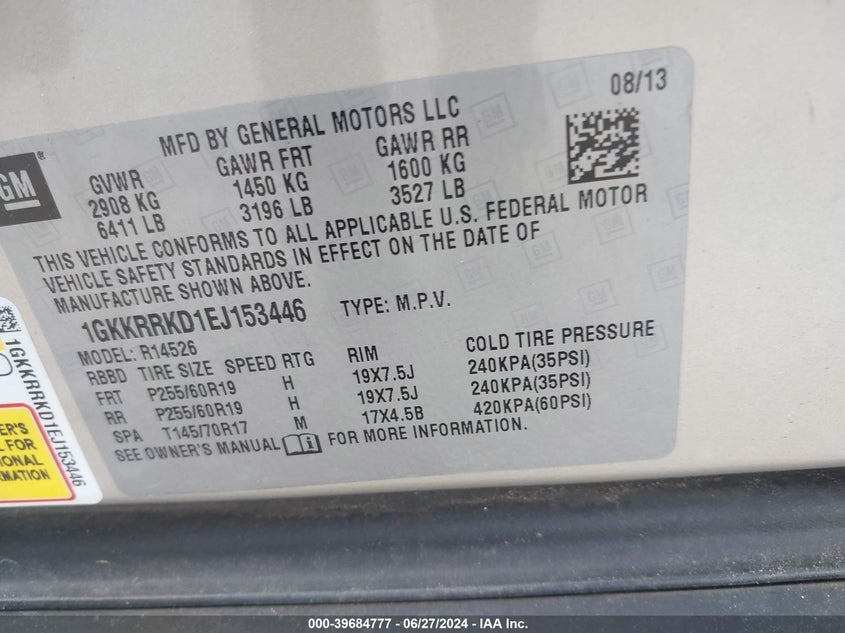 08/13
MFD BY GENERAL MOTORS LLC
GM
®
GVWR GAWR FRT GAWR RR
2908 KG 1450 KG 1600 KG
6411 LB 3196 LB 3527 LB
THIS VEHICLE CONFORMS TO ALL APPLICABLE U.S. FEDERAL MOTOR
VEHICLE SAFETY STANDARDS IN EFFECT ON THE DATE OF
MANUFACTURE SHOWN ABOVE.
1GKKRRKD1EJ153446 TYPE: M.P.V.
MODEL: R14526
RBBD TIRE SIZE SPEED RTG RIM COLD TIRE PRESSURE
FRT P255/60R19 H 19X7.5J 240KPA(35PSI)
RR P255/60R19 H 19X7.5J 240KPA(35PSI)
SPA T145/70R17 M 17X4.5B 420KPA(60PSI)
SEE OWNER'S MANUAL FOR MORE INFORMATION.
1GKKRRKD1EJ153446
ER'S
L FOR
IONAL
RMATION
000-39684777 - 06/27/2024 - IAA Inc.